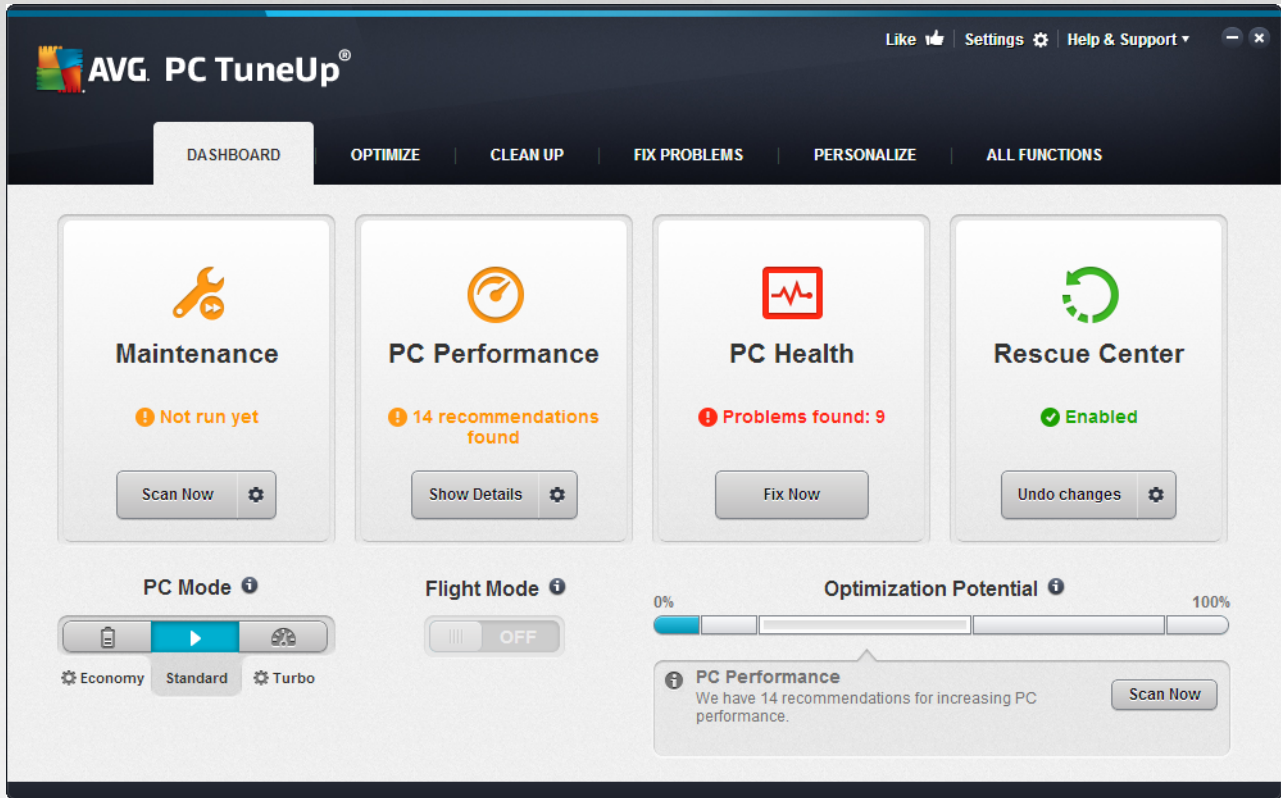 Like Settings Help & Support
AVG. PC TuneUp®
DASHBOARD OPTIMIZE CLEAN UP FIX PROBLEMS PERSONALIZE ALL FUNCTIONS
Maintenance
Not run yet
Scan Now
PC Performance
14 recommendations
found
Show Details
PC Health
Problems found: 9
Fix Now
Rescue Center
Enabled
Undo changes
PC Mode
Economy Standard Turbo
Flight Mode
OFF
Optimization Potential
0% 100%
PC Performance
We have 14 recommendations for increasing PC
performance.
Scan Now